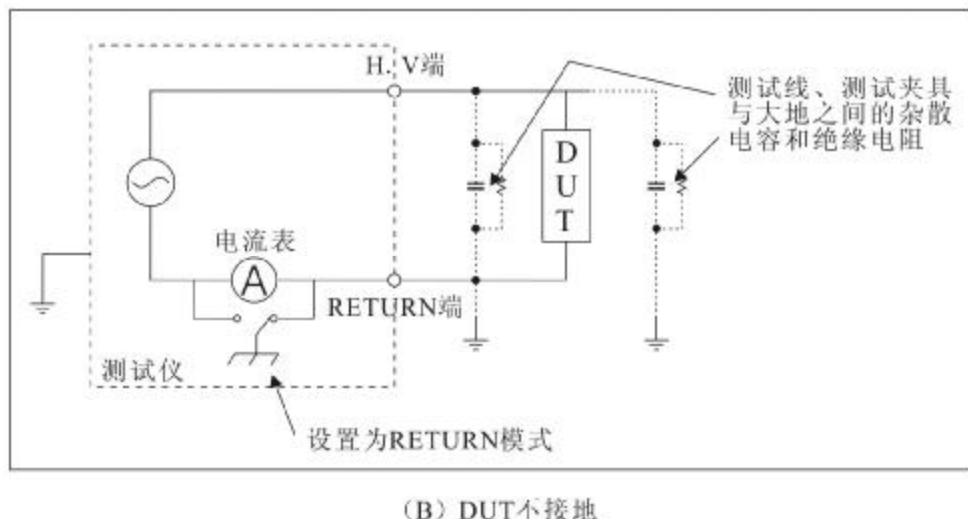 H. V端
测试线、测试夹具
与大地之间的杂散
电容和绝缘电阻
D
U
T
电流表
A
RETURN端
测试仪
设置为RETURN模式
(B) DUT不接地